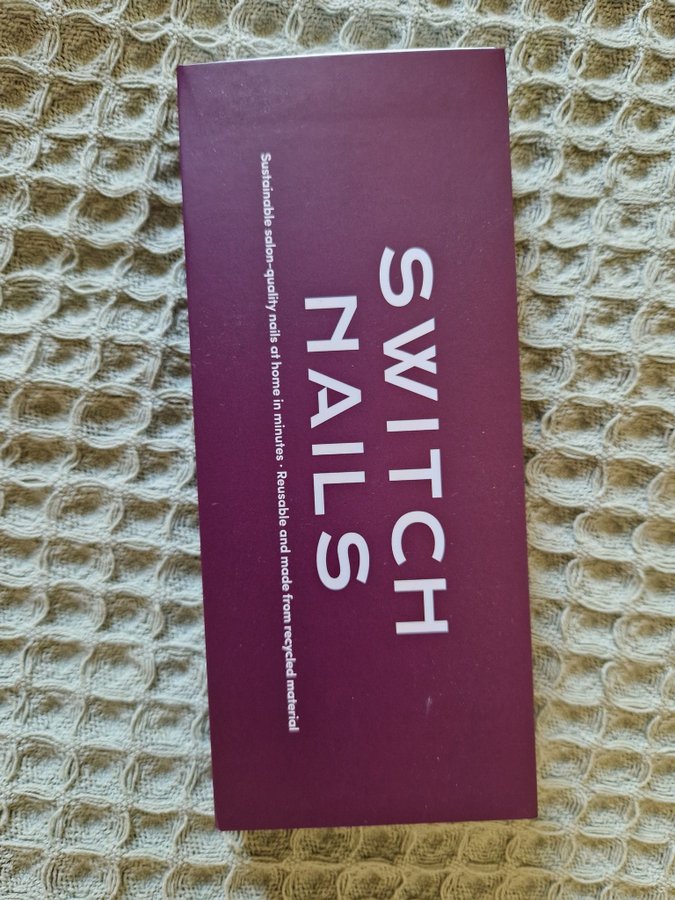 SWITCH
NAILS
Sustainable salon-quality nails at home in minutes · Reusable and made from recycled material